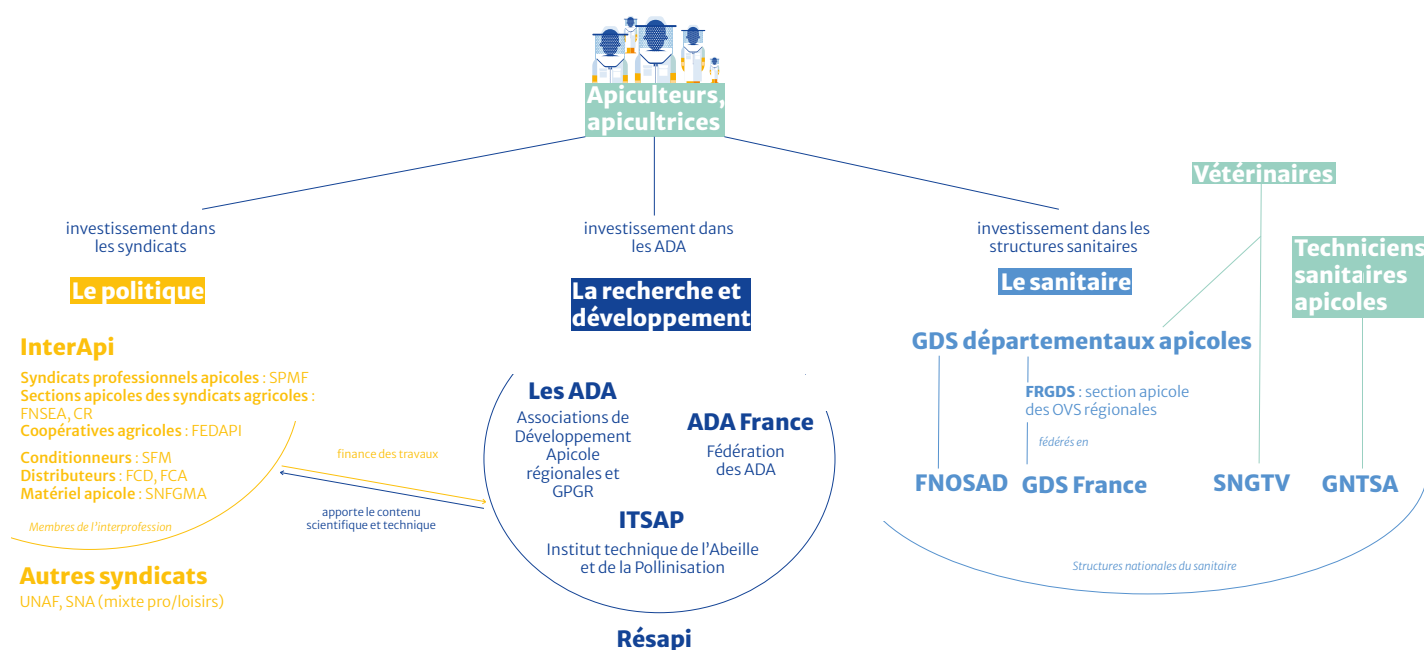 Apiculteurs,
apicultrices
investissement dans
les syndicats
Le politique
InterApi
Syndicats professionnels apicoles : SPMF
Sections apicoles des syndicats agricoles :
FNSEA, CR
Coopératives agricoles : FEDAPI
Conditionneurs : SFM
Distributeurs : FCD, FCA
Matériel apicole : SNFGMA
Membres de l'interprofession
Autres syndicats
UNAF, SNA (mixte pro/loisirs)
finance des travaux
apporte le contenu
scientifique et technique
investissement dans
les ADA
La recherche et
développement
Les ADA
Associations de
Développement
Apicole
régionales et
GPGR
ADA France
Fédération
des ADA
ITSAP
Institut technique de l'Abeille
et de la Pollinisation
Résapi
investissement dans les
structures sanitaires
Le sanitaire
Vétérinaires
Techniciens
sanitaires
apicoles
GDS départementaux apicoles
FRGDS : section apicole
des OVS régionales
fédérés en
FNOSAD
GDS France
SNGTV
GNTSA
Structures nationales du sanitaire